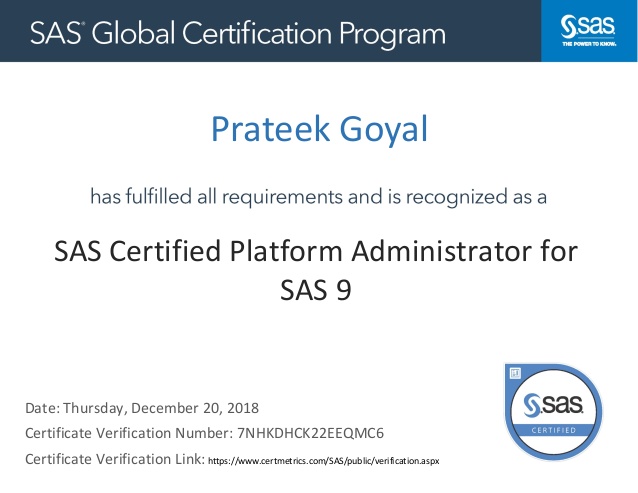 SAS® Global Certification Program
sas
THE POWER TO KNOW.
Prateek Goyal
has fulfilled all requirements and is recognized as a
SAS Certified Platform Administrator for
SAS 9
Date: Thursday, December 20, 2018
Certificate Verification Number: 7NHKDHCK22EEQMC6
Certificate Verification Link: https://www.certmetrics.com/SAS/public/verification.aspx
sas
CERTIFIED